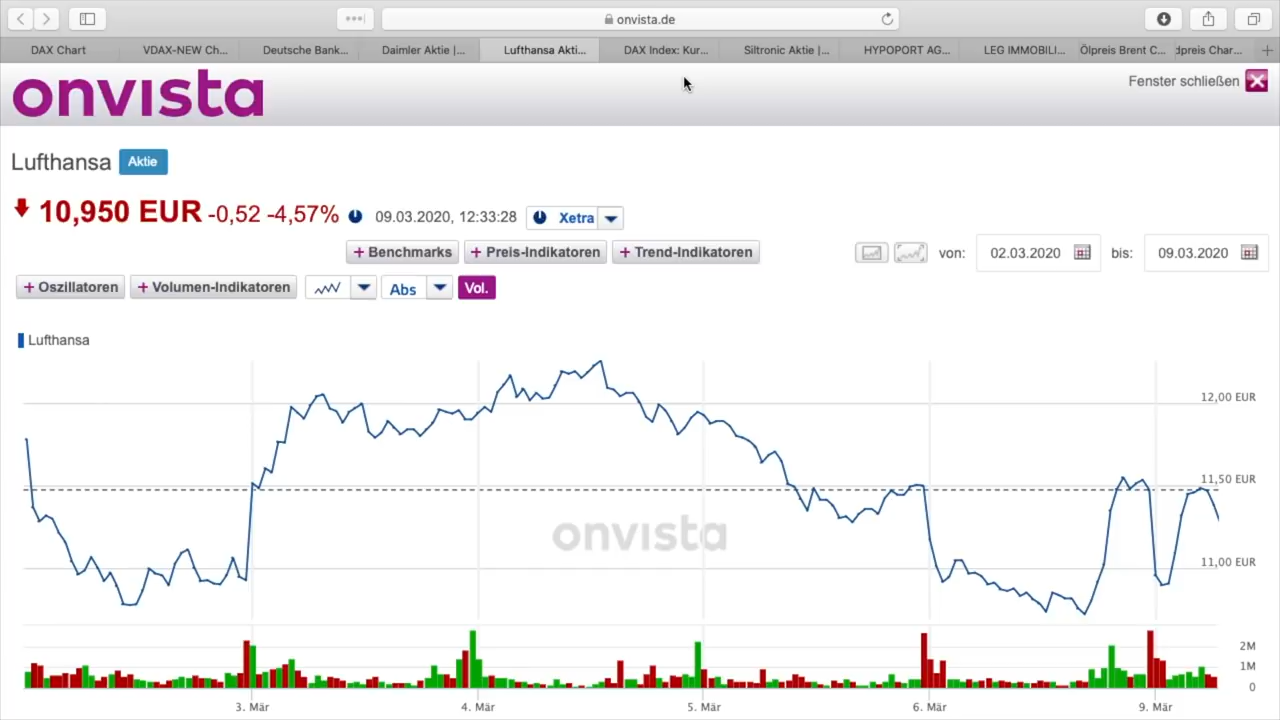 onvista.de
DAX Chart
VDAX-NEW Ch...
Deutsche Bank...
Daimler Aktie |...
Lufthansa Akti...
DAX Index: Kur...
Siltronic Aktie |...
HYPOPORT AG...
LEG IMMOBILI...
Ölpreis Brent C...
dpreis Char...
onvista
Fenster schließen
Lufthansa Aktie
10,950 EUR -0,52 -4,57% 09.03.2020, 12:33:28 Xetra
+ Benchmarks + Preis-Indikatoren + Trend-Indikatoren von: 02.03.2020 bis: 09.03.2020
+ Oszillatoren + Volumen-Indikatoren Abs Vol.
Lufthansa
12,00 EUR
11,50 EUR
onvista
11,00 EUR
2M
1M
0
3. Mär 4. Mär 5. Mär 6. Mär 9. Mär